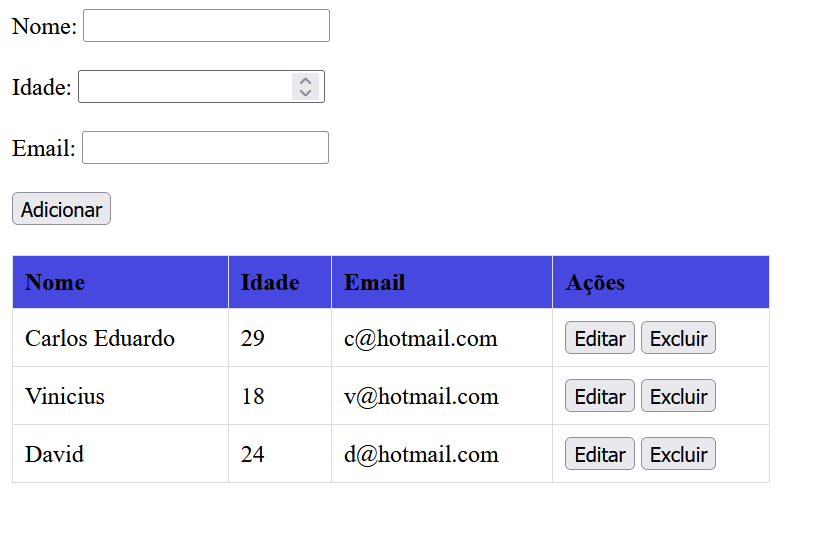 Nome:
Idade:
Email:
Adicionar
Nome Idade Email Ações
Carlos Eduardo 29 c@hotmail.com Editar Excluir
Vinicius 18 v@hotmail.com Editar Excluir
David 24 d@hotmail.com Editar Excluir